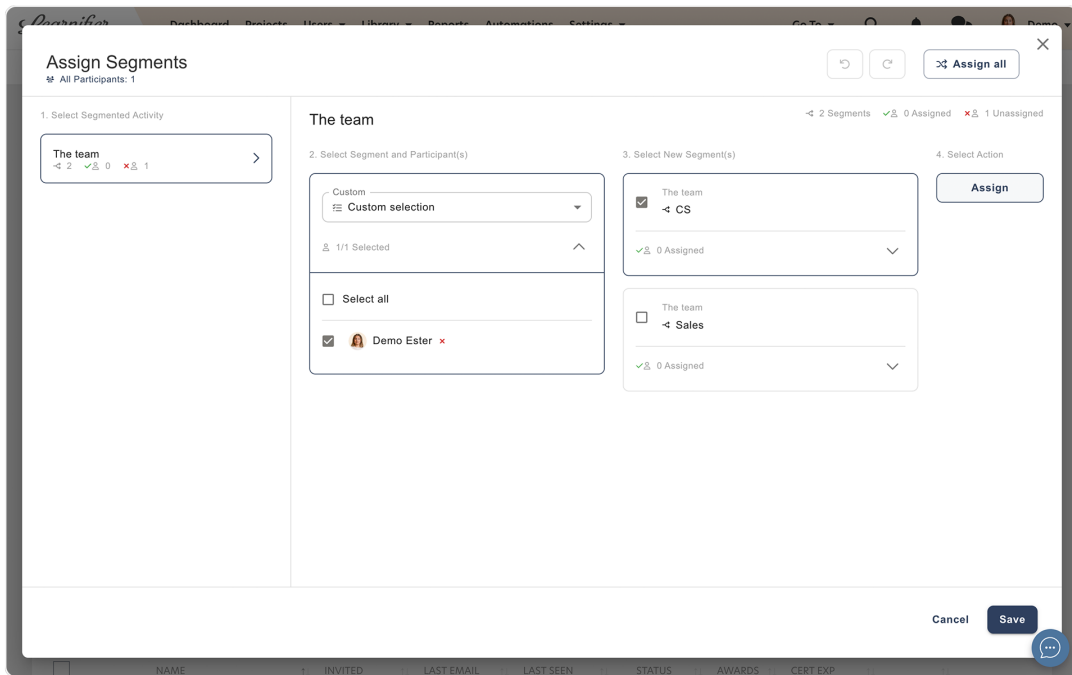 Learnifier Dashboard Projects Users Library Reports Automations Settings Go To Demo
Assign Segments
All Participants: 1
Assign all
1. Select Segmented Activity
The team
2 0 1
The team
2 Segments 0 Assigned 1 Unassigned
2. Select Segment and Participant(s)
Custom
Custom selection
1/1 Selected
Select all
Demo Ester
3. Select New Segment(s)
The team
CS
0 Assigned
The team
Sales
0 Assigned
4. Select Action
Assign
Cancel
Save
NAME INVITED LAST EMAIL LAST SEEN STATUS AWARDS CERT EXP